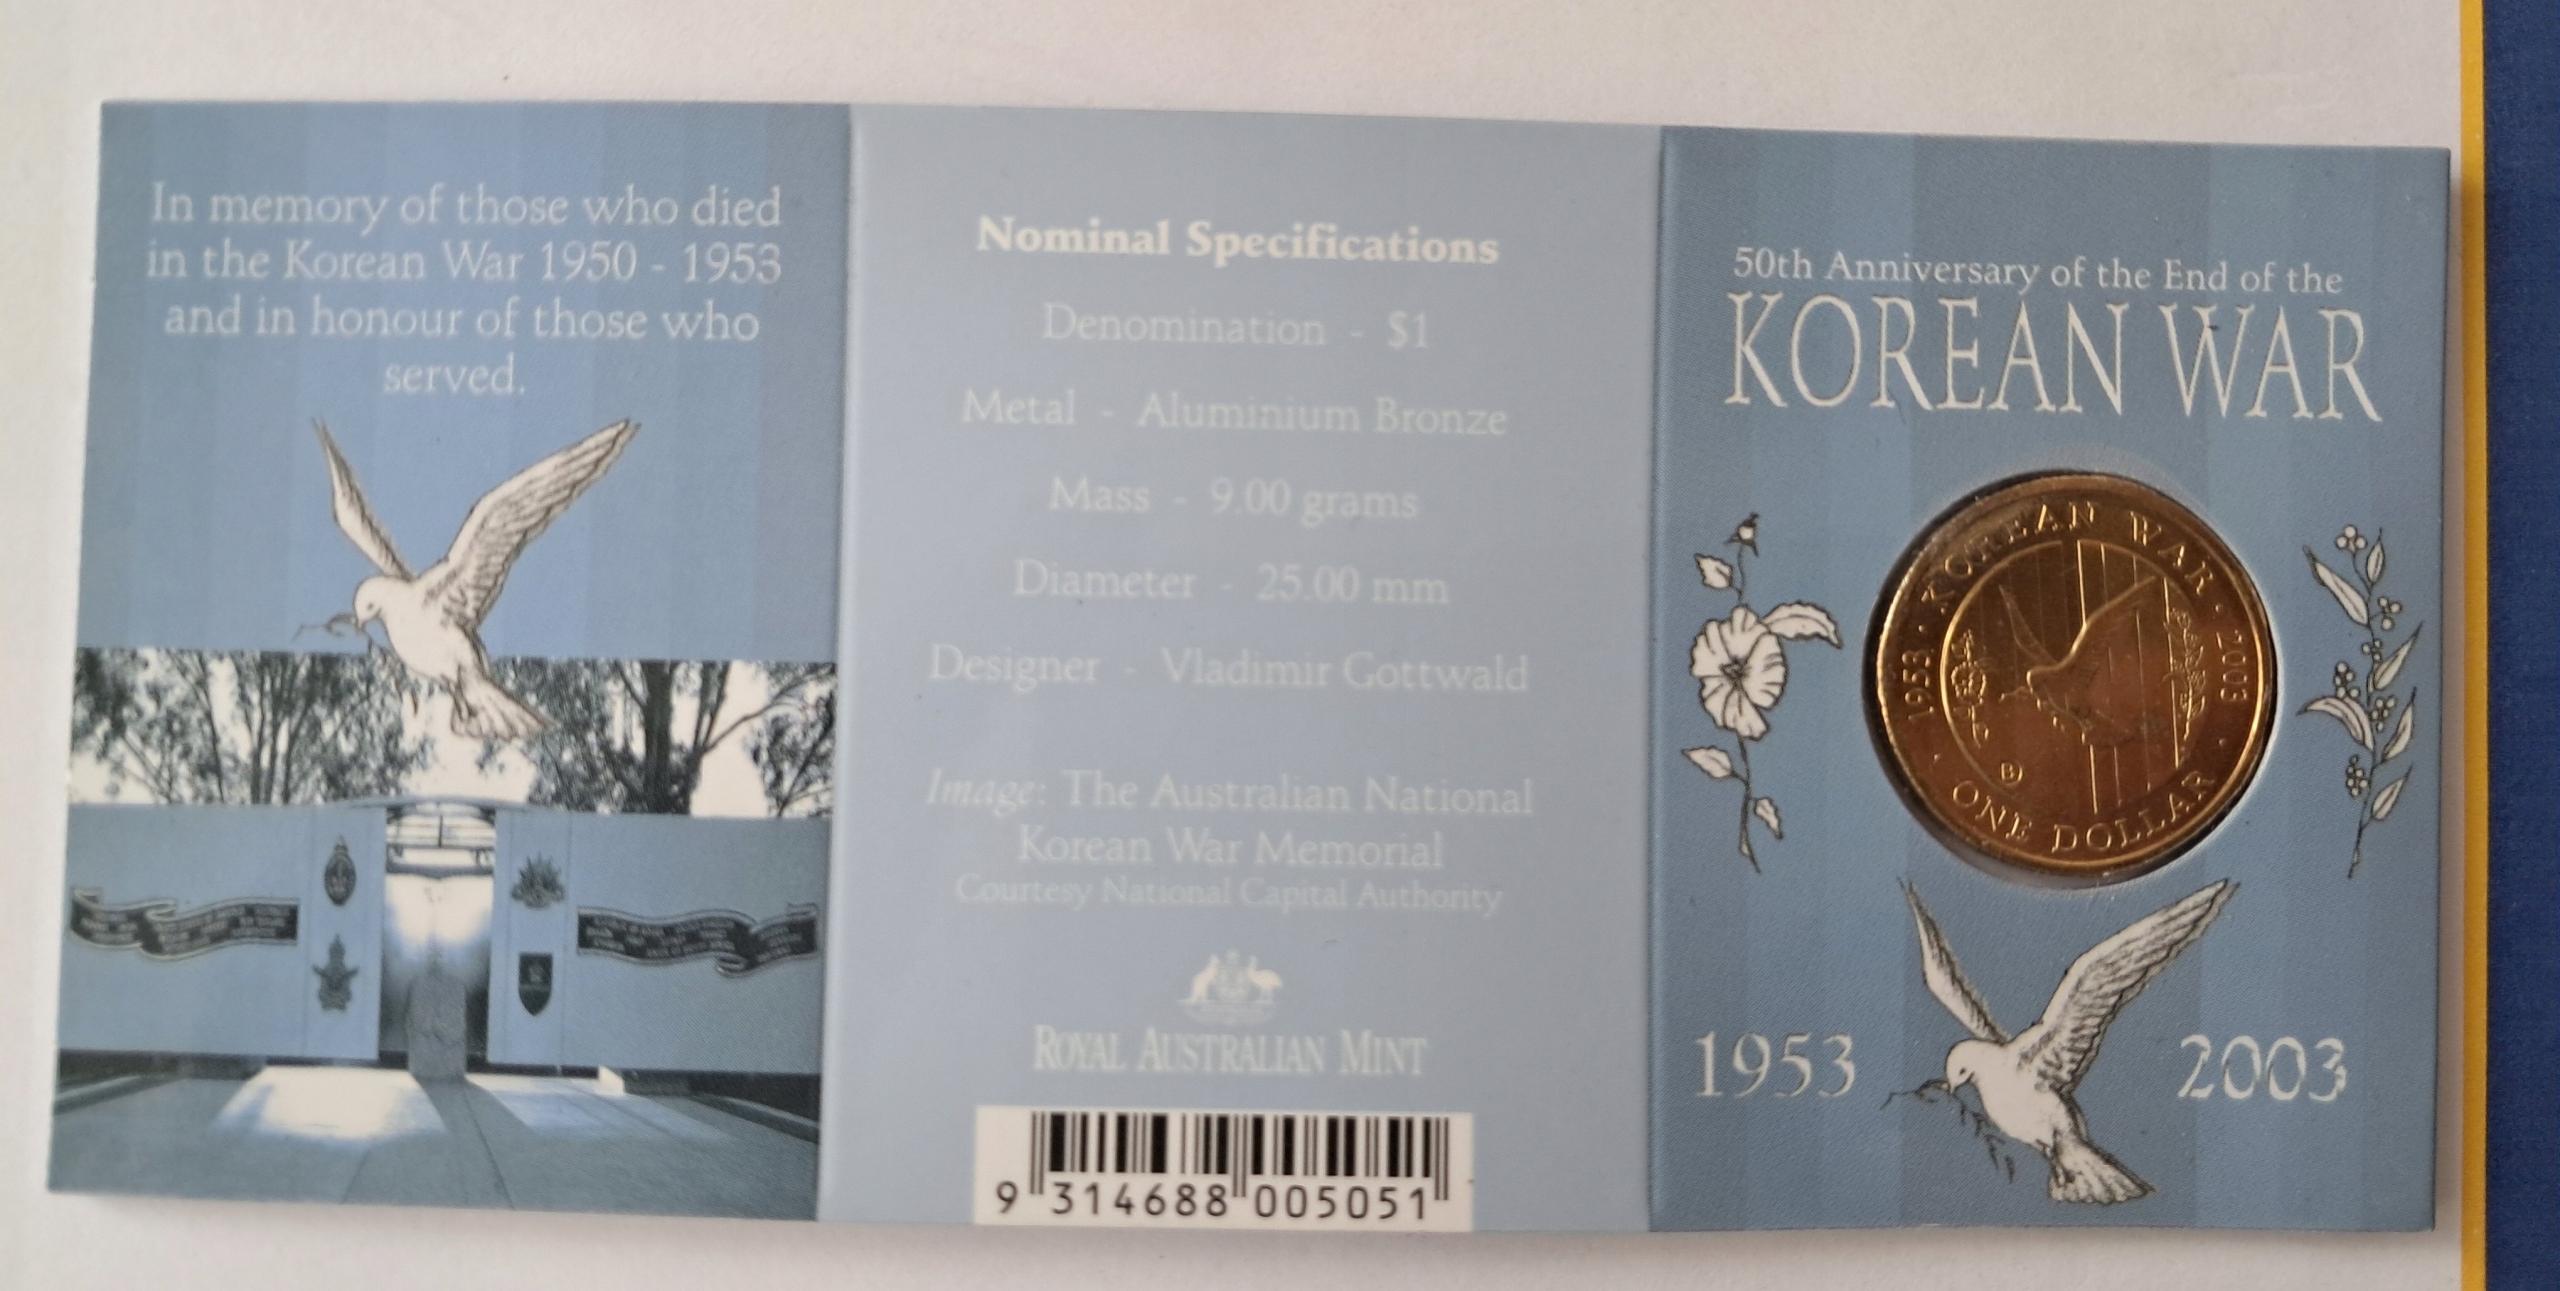 In memory of those who died
in the Korean War 1950 - 1953
and in honour of those who
served.
Nominal Specifications
Denomination - $1
Metal - Aluminium Bronze
Mass - 9.00 grams
Diameter - 25.00 mm
Designer - Vladimir Gottwald
Image: The Australian National
Korean War Memorial
Courtesy National Capital Authority
ROYAL AUSTRALIAN MINT
9 314688 005051
50th Anniversary of the End of the
KOREAN WAR
1953 · KOREAN WAR · 2003
B
· ONE DOLLAR ·
1953 2003